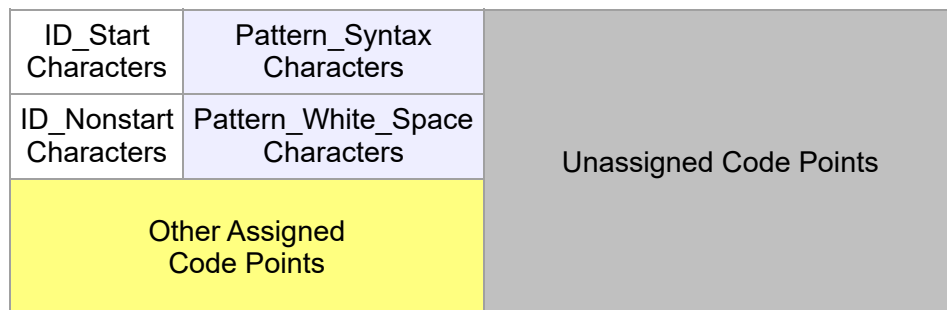 ID_Start
Characters
Pattern_Syntax
Characters
ID_Nonstart
Characters
Pattern_White_Space
Characters
Unassigned Code Points
Other Assigned
Code Points